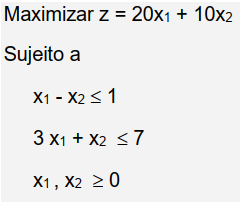 Maximizar z = 20x₁ + 10x₂
Sujeito a
x₁ - x₂ ≤ 1
3 x₁ + x₂ ≤ 7
x₁ , x₂ ≥ 0